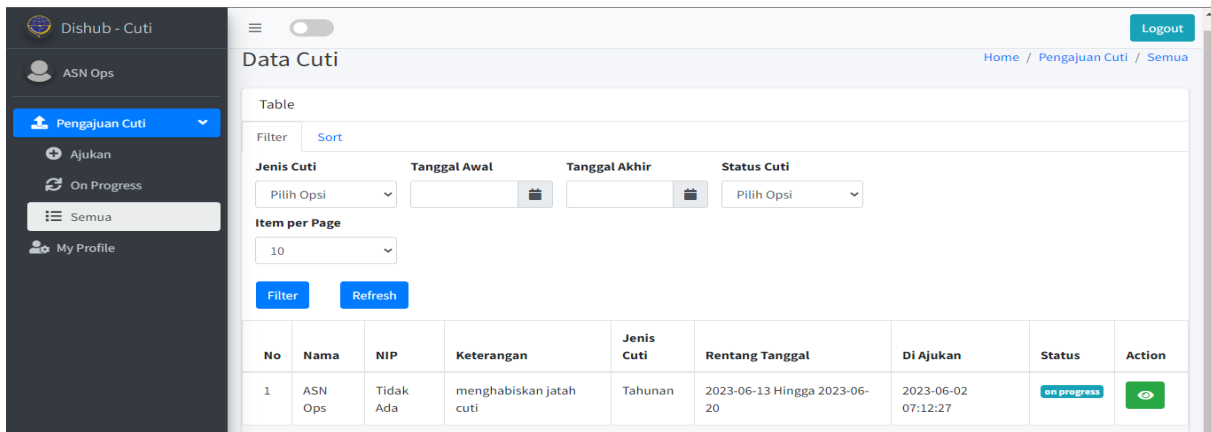 Dishub - Cuti
Logout
ASN Ops
Data Cuti
Home / Pengajuan Cuti / Semua
Pengajuan Cuti
Ajukan
On Progress
Semua
My Profile
Table
Filter Sort
Jenis Cuti Tanggal Awal Tanggal Akhir Status Cuti
Pilih Opsi Pilih Opsi
Item per Page
10
Filter Refresh
No Nama NIP Keterangan Jenis Cuti Rentang Tanggal Di Ajukan Status Action
1 ASN Ops Tidak Ada menghabiskan jatah cuti Tahunan 2023-06-13 Hingga 2023-06-20 2023-06-02 07:12:27 on progress